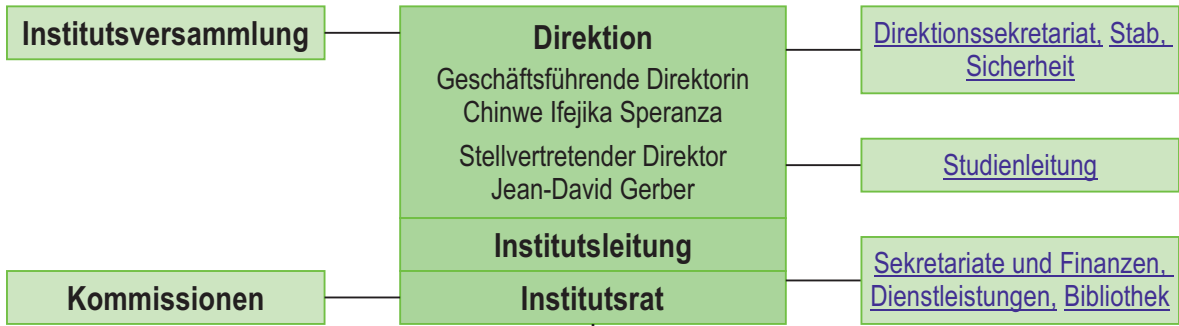 Institutsversammlung
Direktion
Geschäftsführende Direktorin
Chinwe Ifejika Speranza
Stellvertretender Direktor
Jean-David Gerber
Direktionssekretariat, Stab,
Sicherheit
Studienleitung
Institutsleitung
Kommissionen
Institutsrat
Sekretariate und Finanzen,
Dienstleistungen, Bibliothek